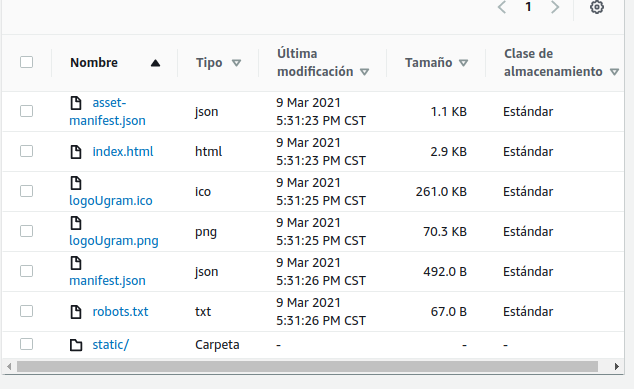 1
Nombre Tipo Última modificación Tamaño Clase de almacenamiento
asset-manifest.json json 9 Mar 2021 5:31:23 PM CST 1.1 KB Estándar
index.html html 9 Mar 2021 5:31:23 PM CST 2.9 KB Estándar
logoUgram.ico ico 9 Mar 2021 5:31:25 PM CST 261.0 KB Estándar
logoUgram.png png 9 Mar 2021 5:31:25 PM CST 70.3 KB Estándar
manifest.json json 9 Mar 2021 5:31:26 PM CST 492.0 B Estándar
robots.txt txt 9 Mar 2021 5:31:26 PM CST 67.0 B Estándar
static/ Carpeta - - -